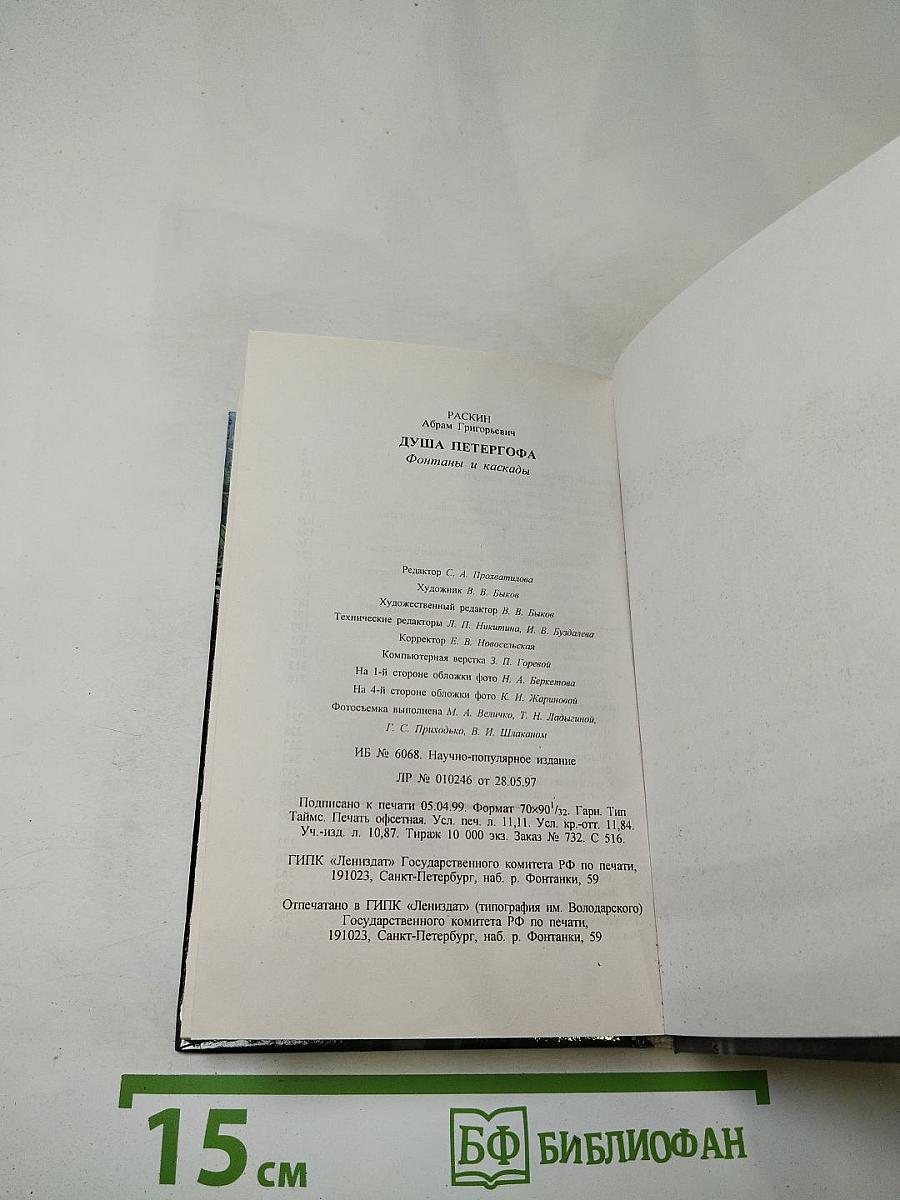 РАСКИН
Абрам Григорьевич
ДУША ПЕТЕРГОФА
Фонтаны и каскады
Редактор С. А. Прохватилова
Художник В. В. Быков
Художественный редактор В. В. Быков
Технические редакторы Л. П. Никитина, И. В. Буздалева
Корректор Е. В. Новосельская
Компьютерная верстка З. П. Горевой
На 1-й стороне обложки фото Н. А. Беркетова
На 4-й стороне обложки фото К. И. Жариновой
Фотосъемка выполнена М. А. Величко, Т. Н. Ладыгиной,
Г. С. Приходько, В. И. Шлаканом
ИБ № 6068. Научно-популярное издание
ЛР № 010246 от 28.05.97
Подписано к печати 05.04.99. Формат 70×90¹/₃₂. Гарн. Тип
Таймс. Печать офсетная. Усл. печ. л. 11,11. Усл. кр.-отт. 11,84.
Уч.-изд. л. 10,87. Тираж 10 000 экз. Заказ № 732. С 516.
ГИПК «Лениздат» Государственного комитета РФ по печати,
191023, Санкт-Петербург, наб. р. Фонтанки, 59
Отпечатано в ГИПК «Лениздат» (типография им. Володарского)
Государственного комитета РФ по печати,
191023, Санкт-Петербург, наб. р. Фонтанки, 59
15 см
БФ БИБЛИОФАН